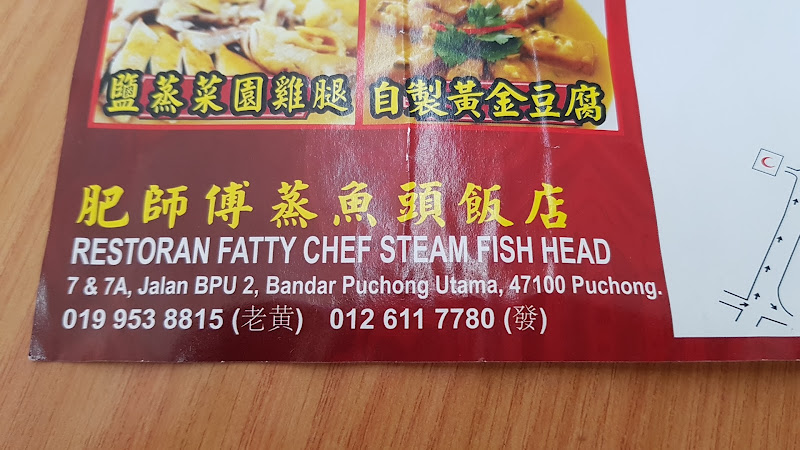 鹽蒸菜園雞腿 自製黃金豆腐
肥師傅蒸魚頭飯店
RESTORAN FATTY CHEF STEAM FISH HEAD
7 & 7A, Jalan BPU 2, Bandar Puchong Utama, 47100 Puchong.
019 953 8815 (老黃) 012 611 7780 (發)